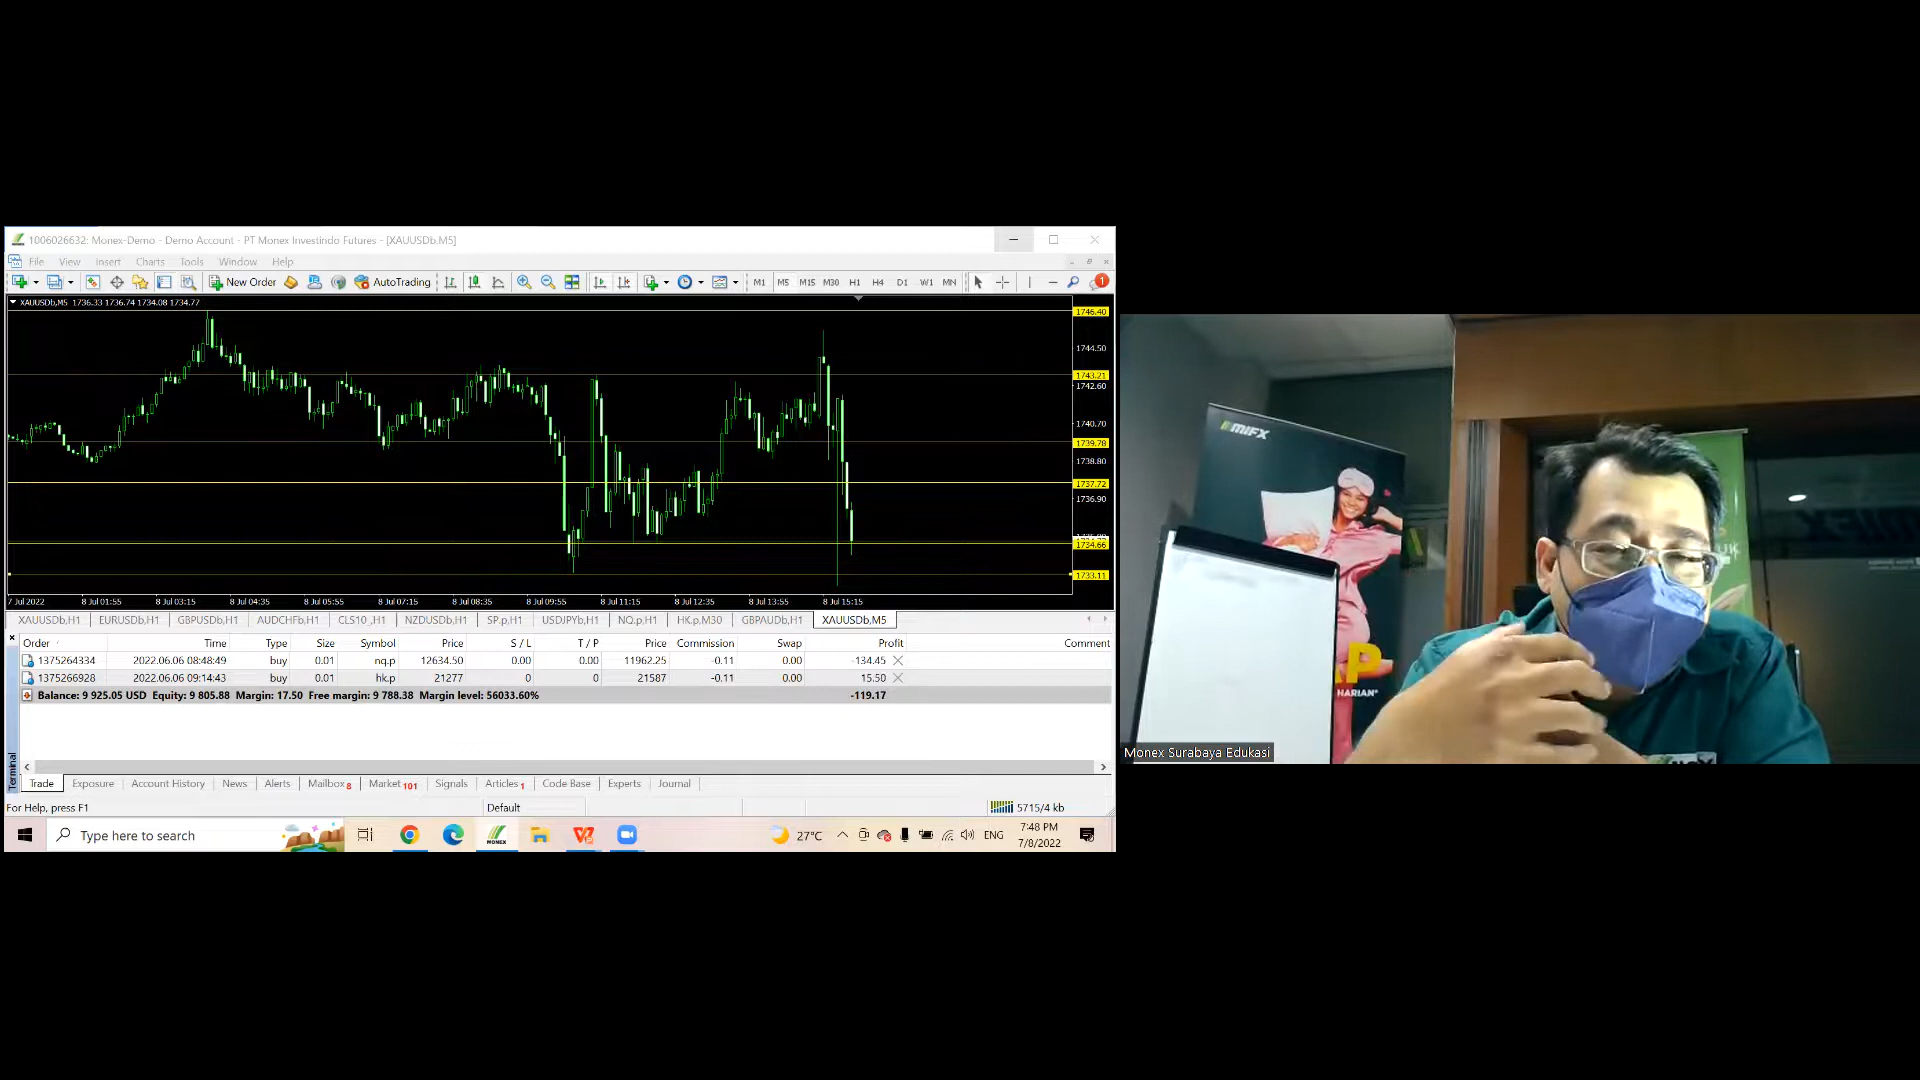 1006026632: Monex-Demo - Demo Account - PT Monex Investindo Futures - [XAUUSDb,M5]
File View Insert Charts Tools Window Help
New Order AutoTrading M1 M5 M15 M30 H1 H4 D1 W1 MN 1
XAUUSDb,M5 1736.33 1736.74 1734.08 1734.77
1746.40
1744.50
1743.21
1742.60
1740.70
1739.78
1738.80
1737.72
1736.90
1734.66
1733.11
7 Jul 2022 8 Jul 01:55 8 Jul 03:15 8 Jul 04:35 8 Jul 05:55 8 Jul 07:15 8 Jul 08:35 8 Jul 09:55 8 Jul 11:15 8 Jul 12:35 8 Jul 13:55 8 Jul 15:15
XAUUSDb,H1 EURUSDb,H1 GBPUSDb,H1 AUDCHFb,H1 CLS10_,H1 NZDUSDb,H1 SP.p,H1 USDJPYb,H1 NQ.p,H1 HK.p,M30 GBPAUDb,H1 XAUUSDb,M5
Order / Time Type Size Symbol Price S / L T / P Price Commission Swap Profit Comment
1375264334 2022.06.06 08:48:49 buy 0.01 nq.p 12634.50 0.00 0.00 11962.25 -0.11 0.00 -134.45
1375266928 2022.06.06 09:14:43 buy 0.01 hk.p 21277 0 0 21587 -0.11 0.00 15.50
Balance: 9 925.05 USD Equity: 9 805.88 Margin: 17.50 Free margin: 9 788.38 Margin level: 56033.60% -119.17
Terminal
Trade Exposure Account History News Alerts Mailbox 8 Market 101 Signals Articles 1 Code Base Experts Journal
For Help, press F1 Default 5715/4 kb
Type here to search MONEX 27°C ENG 7:48 PM
7/8/2022
MIFX
AP
HARIAN
Monex Surabaya Edukasi